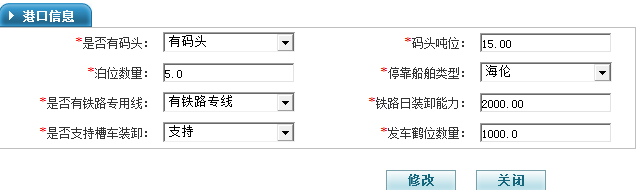 港口信息
*是否有码头： 有码头 *码头吨位： 15.00
*泊位数量： 5.0 *停靠船舶类型： 海伦
*是否有铁路专用线： 有铁路专线 *铁路日装卸能力： 2000.00
*是否支持槽车装卸： 支持 *发车鹤位数量： 1000.0
修改 关闭